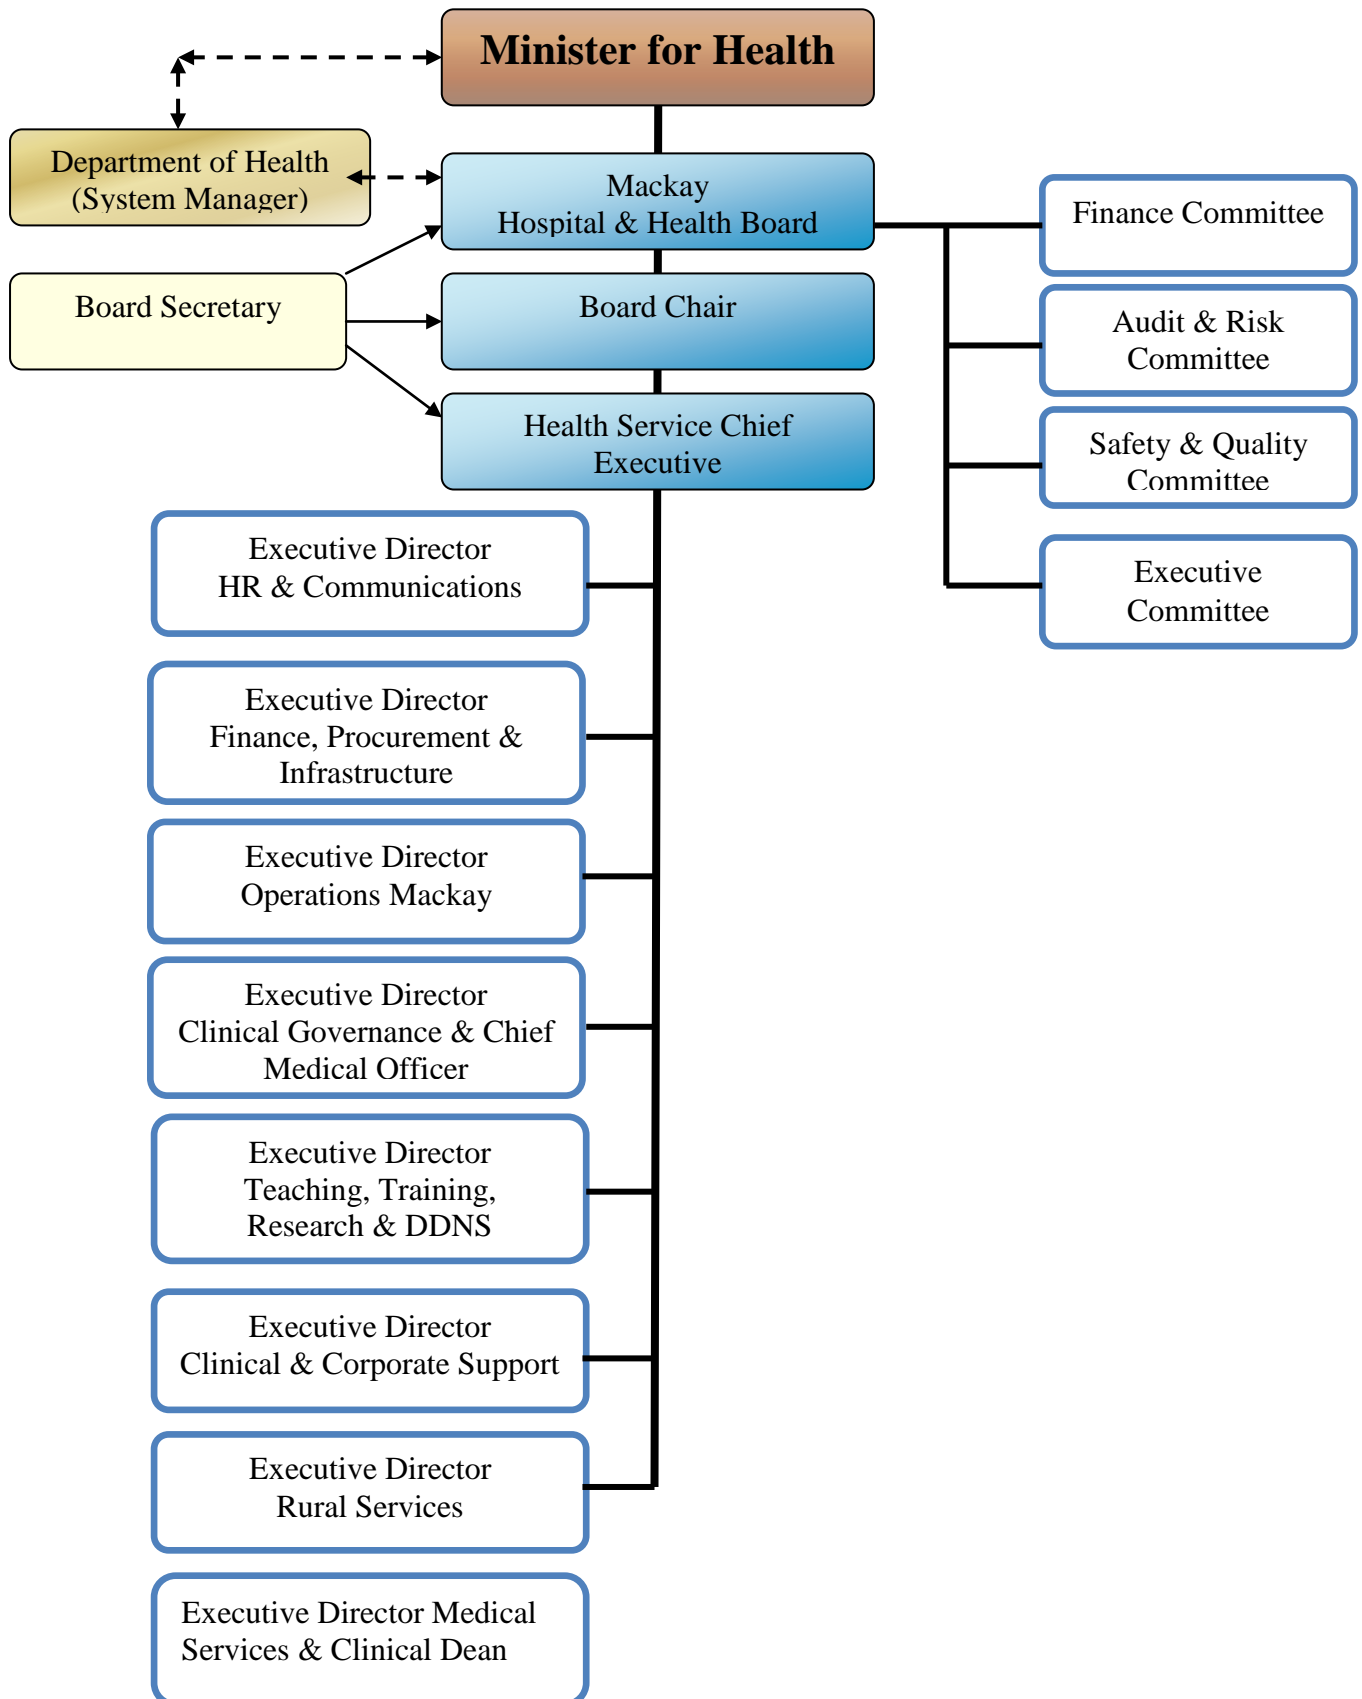 Minister for Health
Department of Health
(System Manager)
Mackay
Hospital & Health Board
Finance Committee
Board Secretary
Board Chair
Audit & Risk
Committee
Health Service Chief
Executive
Safety & Quality
Committee
Executive
Committee
Executive Director
HR & Communications
Executive Director
Finance, Procurement &
Infrastructure
Executive Director
Operations Mackay
Executive Director
Clinical Governance & Chief
Medical Officer
Executive Director
Teaching, Training,
Research & DDNS
Executive Director
Clinical & Corporate Support
Executive Director
Rural Services
Executive Director Medical
Services & Clinical Dean